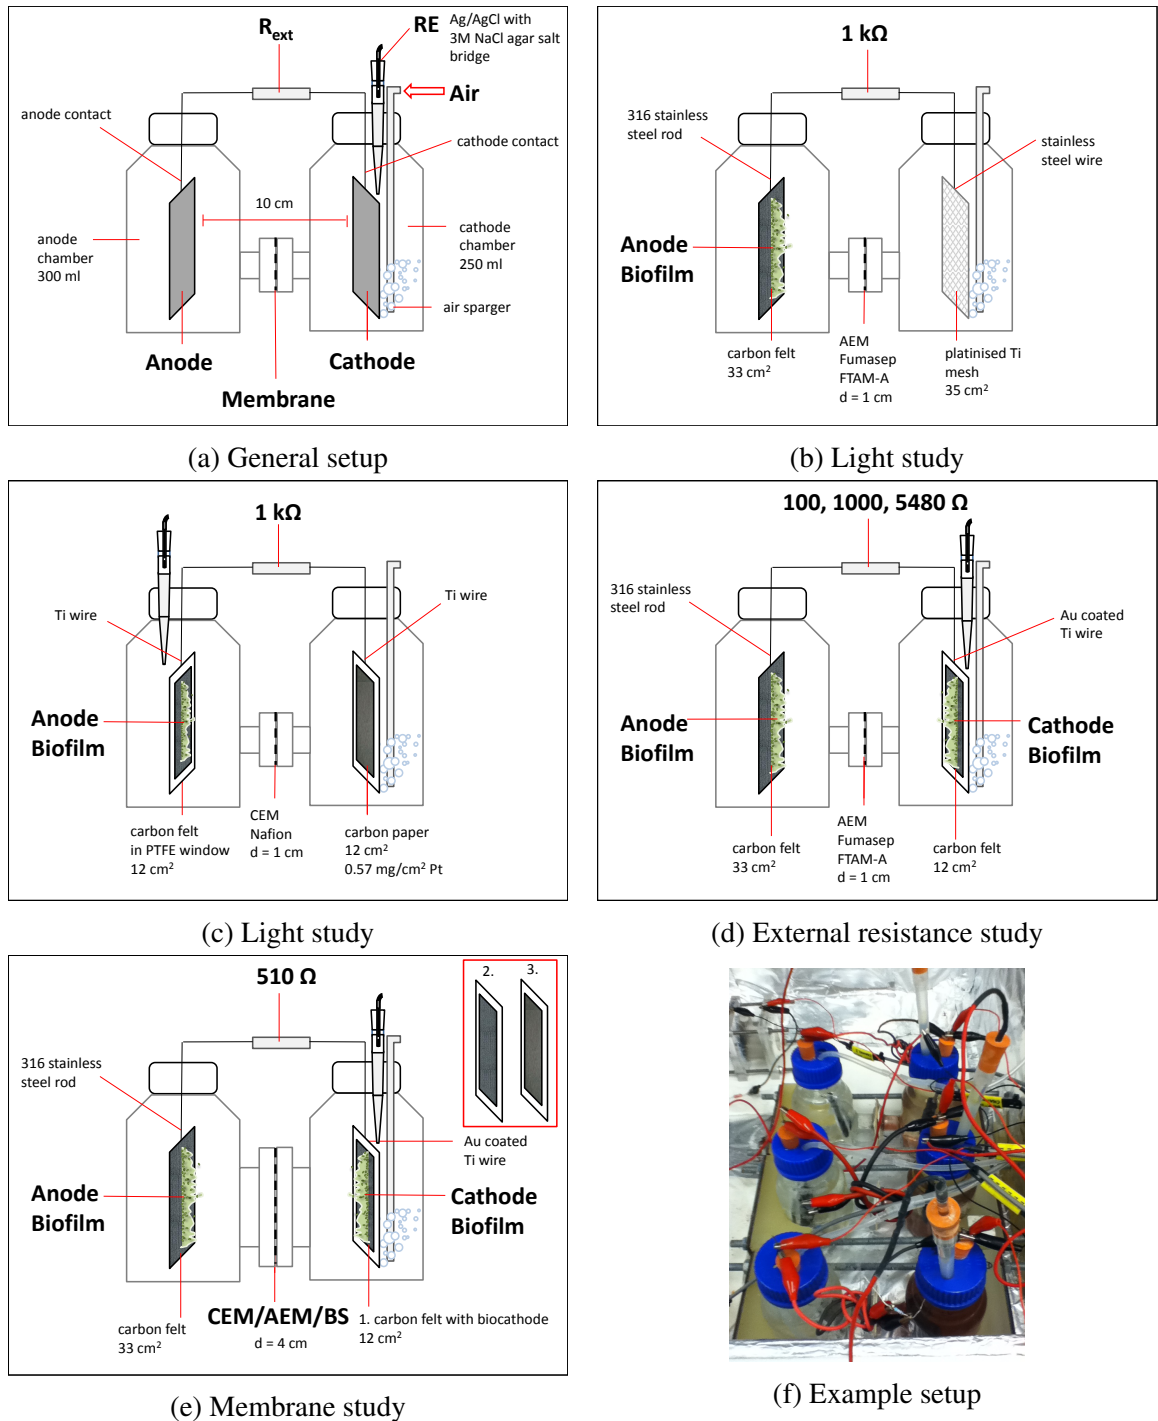 R_ext
RE
Ag/AgCl with
3M NaCl agar salt
bridge
Air
anode contact
cathode contact
10 cm
anode
chamber
300 ml
cathode
chamber
250 ml
air sparger
Anode
Cathode
Membrane
(a) General setup
1 kΩ
316 stainless
steel rod
stainless
steel wire
Anode
Biofilm
carbon felt
33 cm²
AEM
Fumasep
FTAM-A
d = 1 cm
platinised Ti
mesh
35 cm²
(b) Light study
1 kΩ
Ti wire
Ti wire
Anode
Biofilm
carbon felt
in PTFE window
12 cm²
CEM
Nafion
d = 1 cm
carbon paper
12 cm²
0.57 mg/cm² Pt
(c) Light study
100, 1000, 5480 Ω
316 stainless
steel rod
Au coated
Ti wire
Anode
Biofilm
Cathode
Biofilm
carbon felt
33 cm²
AEM
Fumasep
FTAM-A
d = 1 cm
carbon felt
12 cm²
(d) External resistance study
510 Ω
2.
3.
316 stainless
steel rod
Au coated
Ti wire
Anode
Biofilm
Cathode
Biofilm
carbon felt
33 cm²
CEM/AEM/BS
d = 4 cm
1. carbon felt with biocathode
12 cm²
(e) Membrane study
(f) Example setup